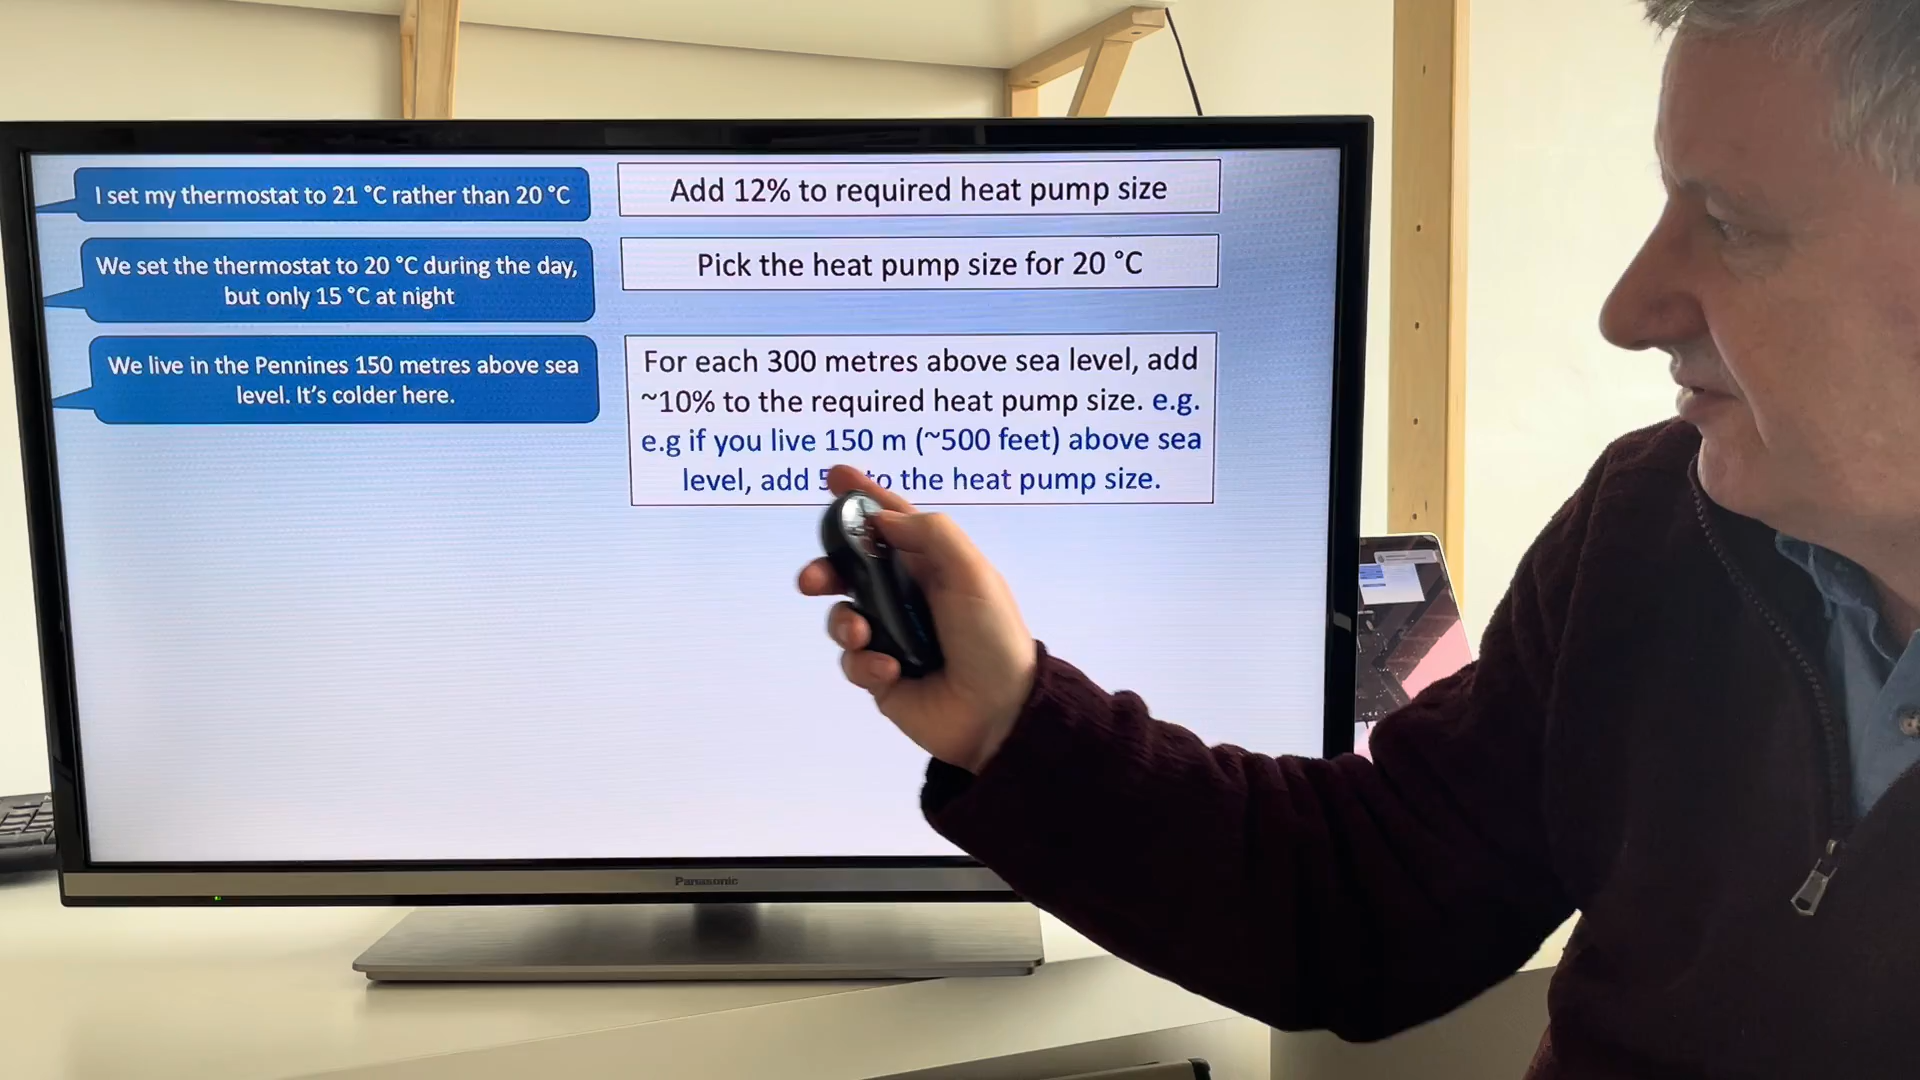 I set my thermostat to 21 °C rather than 20 °C
Add 12% to required heat pump size
We set the thermostat to 20 °C during the day,
but only 15 °C at night
Pick the heat pump size for 20 °C
We live in the Pennines 150 metres above sea
level. It's colder here.
For each 300 metres above sea level, add
~10% to the required heat pump size. e.g.
e.g if you live 150 m (~500 feet) above sea
level, add to the heat pump size.
Panasonic